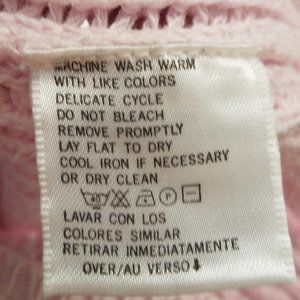 MACHINE WASH WARM
WITH LIKE COLORS
DELICATE CYCLE
DO NOT BLEACH
REMOVE PROMPTLY
LAY FLAT TO DRY
COOL IRON IF NECESSARY
OR DRY CLEAN
LAVAR CON LOS
COLORES SIMILAR
RETIRAR INMEDIATAMENTE
OVER/AU VERSO⬇